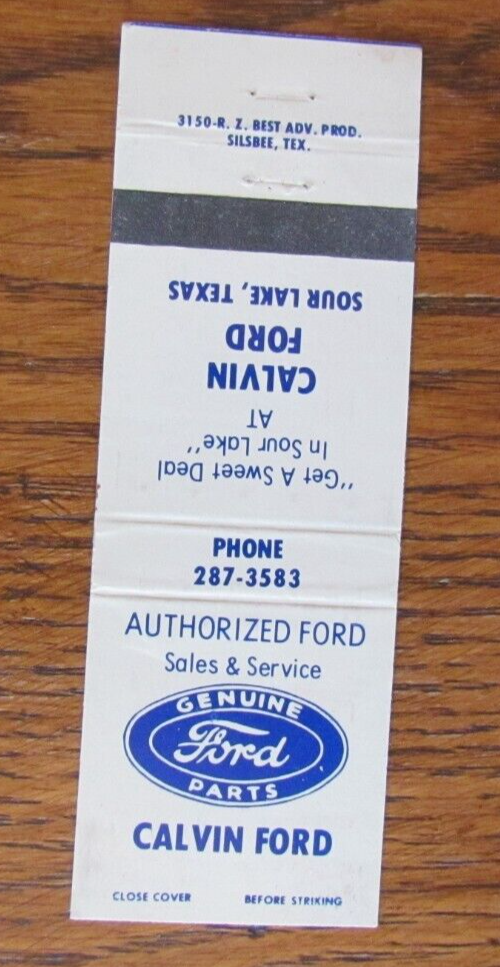 3150-R. Z. BEST ADV. PROD.
SILSBEE, TEX.
"Get A Sweet Deal
In Sour Lake"
AT
CALVIN
FORD
SOUR LAKE, TEXAS
PHONE
287-3583
AUTHORIZED FORD
Sales & Service
GENUINE
Ford
PARTS
CALVIN FORD
CLOSE COVER BEFORE STRIKING